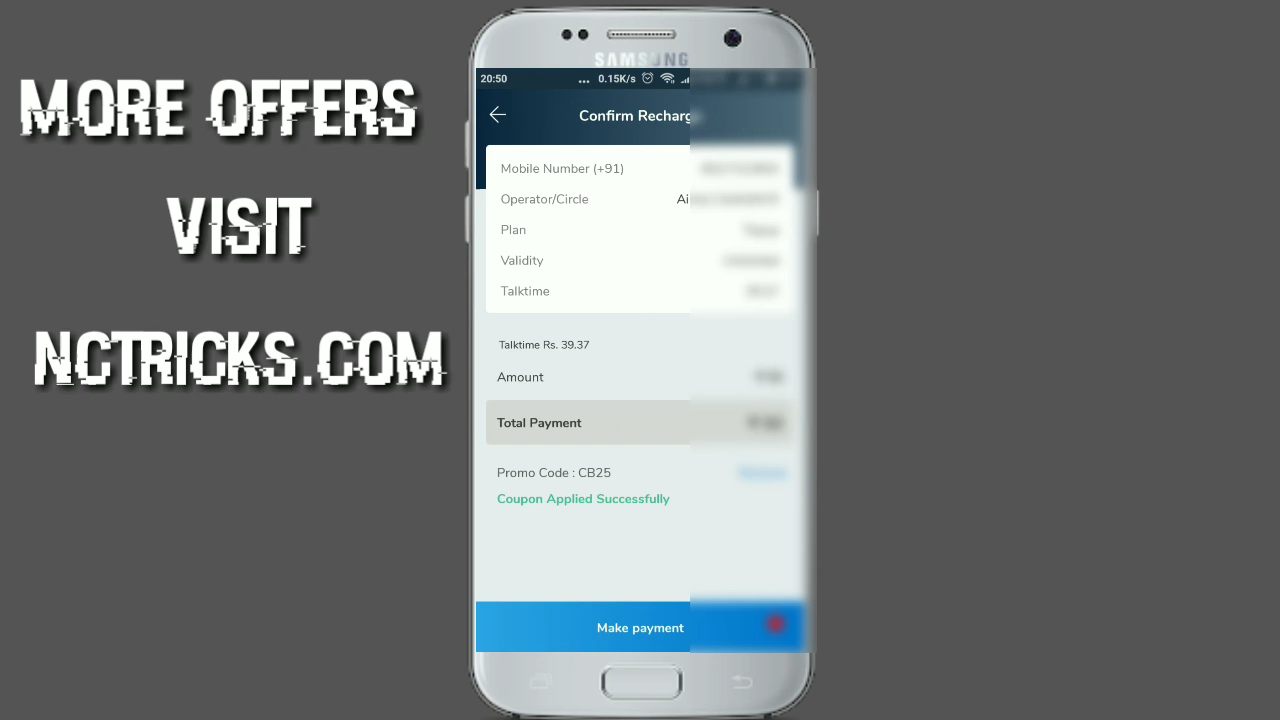 MORE OFFERS
VISIT
NCTRICKS.COM
SAMSUNG
20:50
... 0.15K/s
Confirm Recharge
Mobile Number (+91)
Operator/Circle
Plan
Validity
Talktime
Talktime Rs. 39.37
Amount
Total Payment
Promo Code : CB25
Coupon Applied Successfully
Make payment